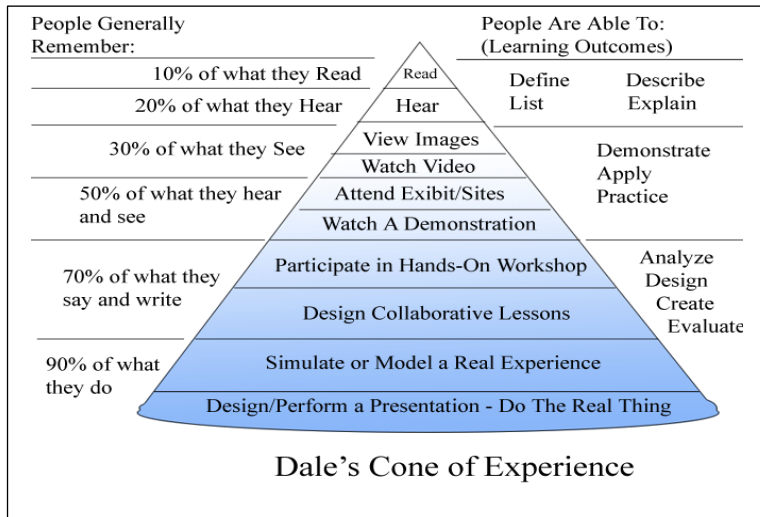 People Generally
Remember:
People Are Able To:
(Learning Outcomes)
10% of what they Read
Read
Define
List
Describe
Explain
20% of what they Hear
Hear
30% of what they See
View Images
Watch Video
Demonstrate
Apply
Practice
50% of what they hear
and see
Attend Exibit/Sites
Watch A Demonstration
70% of what they
say and write
Participate in Hands-On Workshop
Design Collaborative Lessons
Analyze
Design
Create
Evaluate
90% of what
they do
Simulate or Model a Real Experience
Design/Perform a Presentation - Do The Real Thing
Dale's Cone of Experience